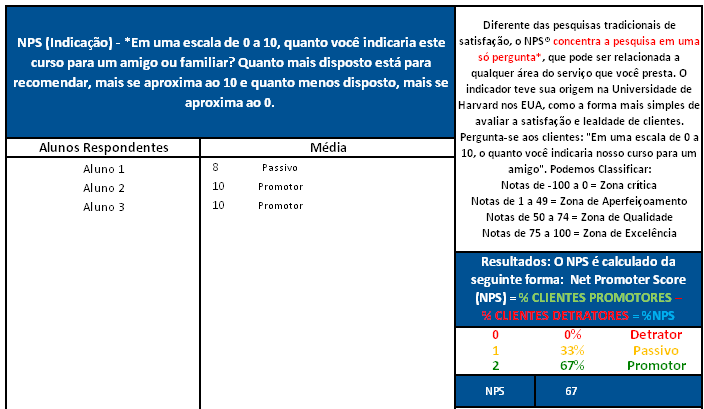 NPS (Indicação) - *Em uma escala de 0 a 10, quanto você indicaria este
curso para um amigo ou familiar? Quanto mais disposto está para
recomendar, mais se aproxima ao 10 e quanto menos disposto, mais se
aproxima ao 0.
Alunos Respondentes Média
Aluno 1 8 Passivo
Aluno 2 10 Promotor
Aluno 3 10 Promotor
Diferente das pesquisas tradicionais de
satisfação, o NPS® concentra a pesquisa em uma
só pergunta*, que pode ser relacionada a
qualquer área do serviço que você presta. O
indicador teve sua origem na Universidade de
Harvard nos EUA, como a forma mais simples de
avaliar a satisfação e lealdade de clientes.
Pergunta-se aos clientes: "Em uma escala de 0 a
10, o quanto você indicaria nosso curso para um
amigo". Podemos Classificar:
Notas de -100 a 0 = Zona crítica
Notas de 1 a 49 = Zona de Aperfeiçoamento
Notas de 50 a 74 = Zona de Qualidade
Notas de 75 a 100 = Zona de Excelência
Resultados: O NPS é calculado da
seguinte forma: Net Promoter Score
(NPS) = % CLIENTES PROMOTORES –
% CLIENTES DETRATORES = %NPS
0 0% Detrator
1 33% Passivo
2 67% Promotor
NPS 67